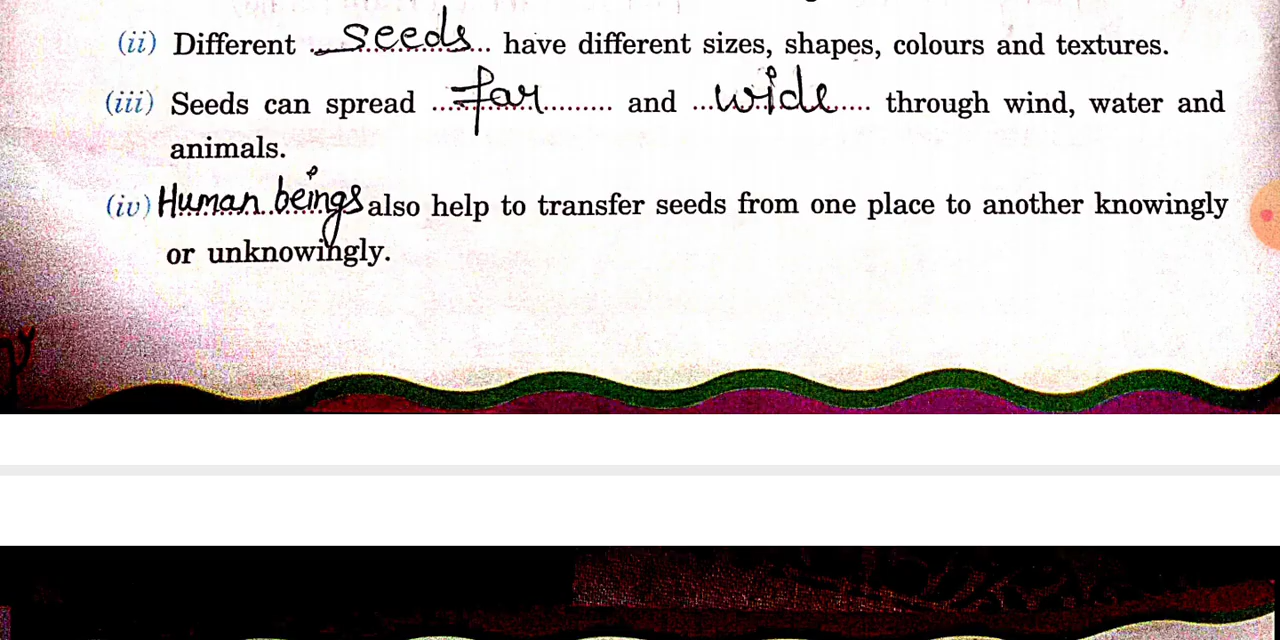 (ii) Different seeds have different sizes, shapes, colours and textures.
(iii) Seeds can spread far and wide through wind, water and
animals.
(iv) Human beings also help to transfer seeds from one place to another knowingly
or unknowingly.